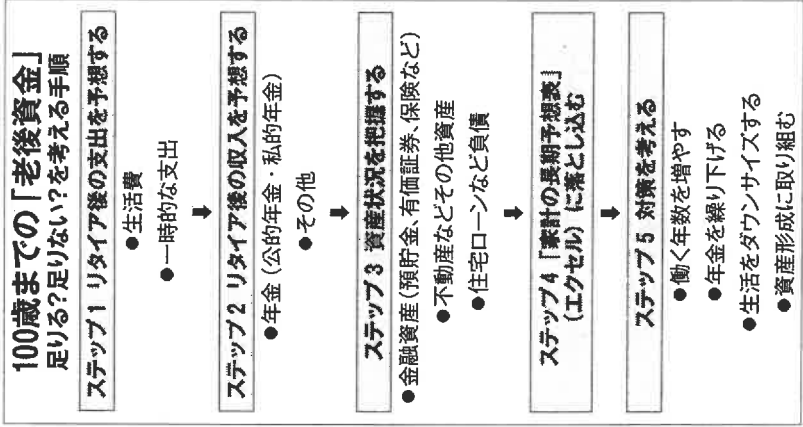 100歳までの「老後資金」
足りる?足りない?を考える手順
ステップ1 リタイア後の支出を予想する
●生活費
●一時的な支出
➡
ステップ2 リタイア後の収入を予想する
●年金(公的年金・私的年金)
●その他
➡
ステップ3 資産状況を把握する
●金融資産(預貯金、有価証券、保険など)
●不動産などその他資産
●住宅ローンなど負債
➡
ステップ4「家計の長期予想表」
(エクセル)に落とし込む
➡
ステップ5 対策を考える
●働く年数を増やす
●年金を繰り下げる
●生活をダウンサイズする
●資産形成に取り組む